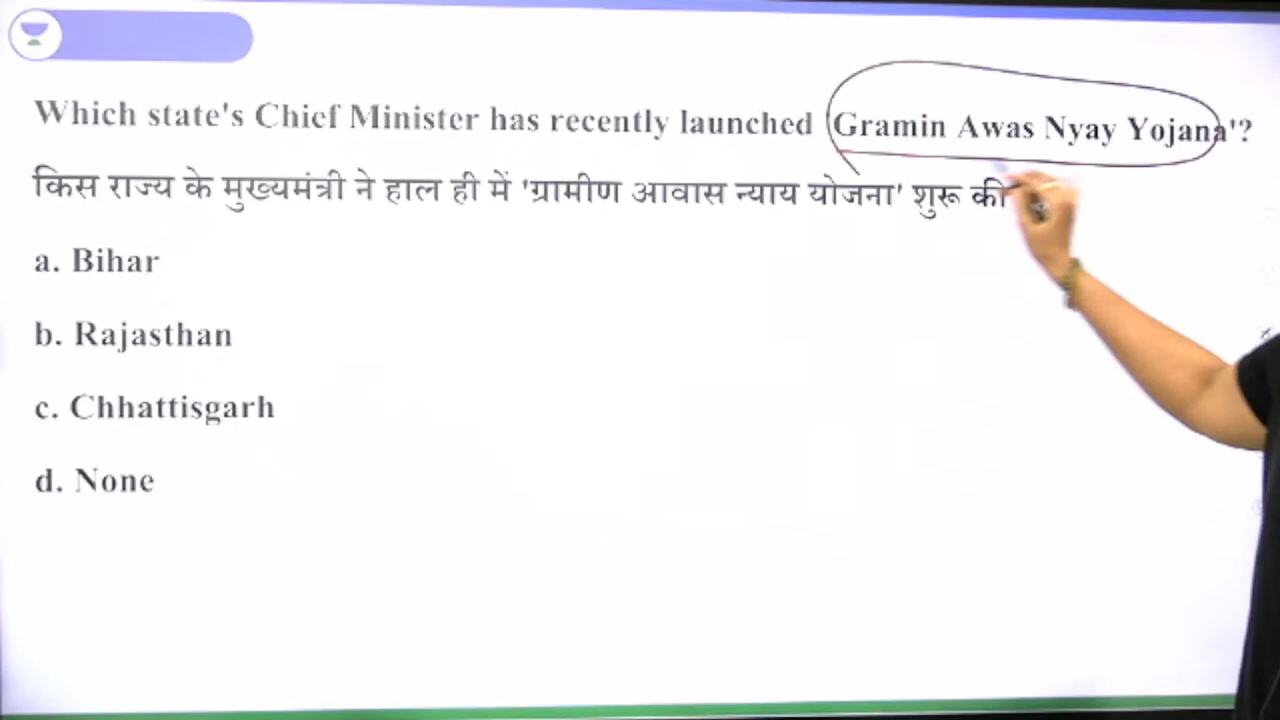 Which state's Chief Minister has recently launched 'Gramin Awas Nyay Yojana'?
किस राज्य के मुख्यमंत्री ने हाल ही में 'ग्रामीण आवास न्याय योजना' शुरू की
a. Bihar
b. Rajasthan
c. Chhattisgarh
d. None